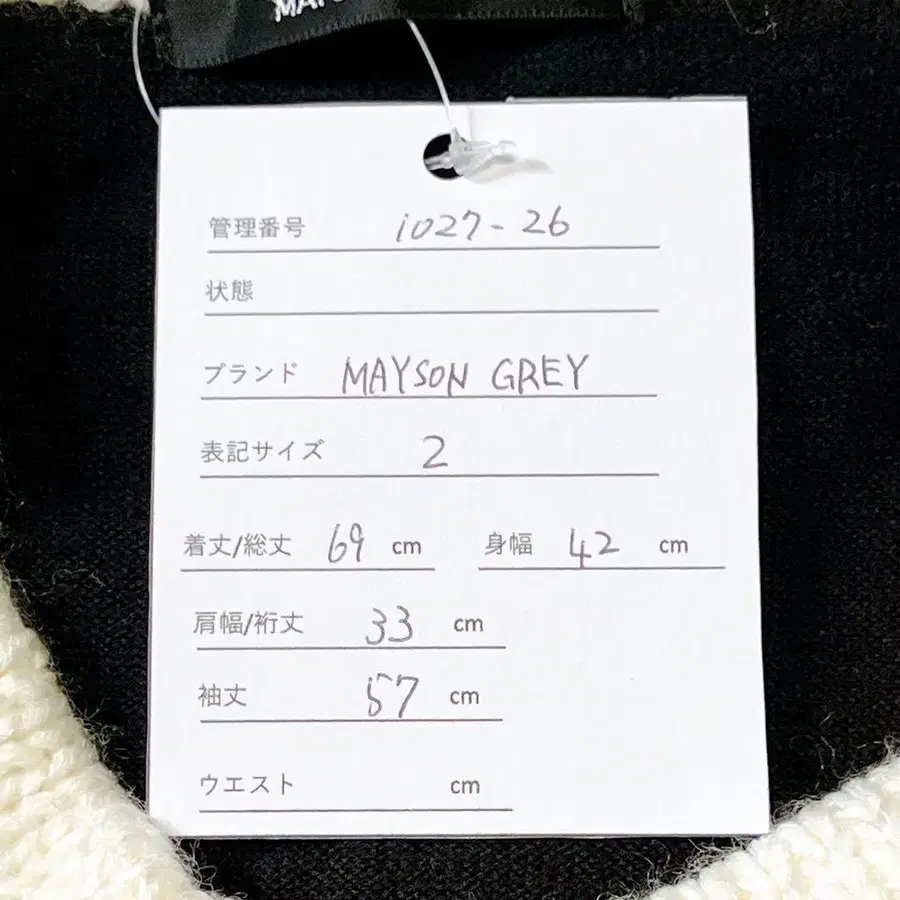 管理番号 i027-26
状態
ブランド MAYSON GREY
表記サイズ 2
着丈/総丈 69 cm 身幅 42 cm
肩幅/裄丈 33 cm
袖丈 57 cm
ウエスト cm